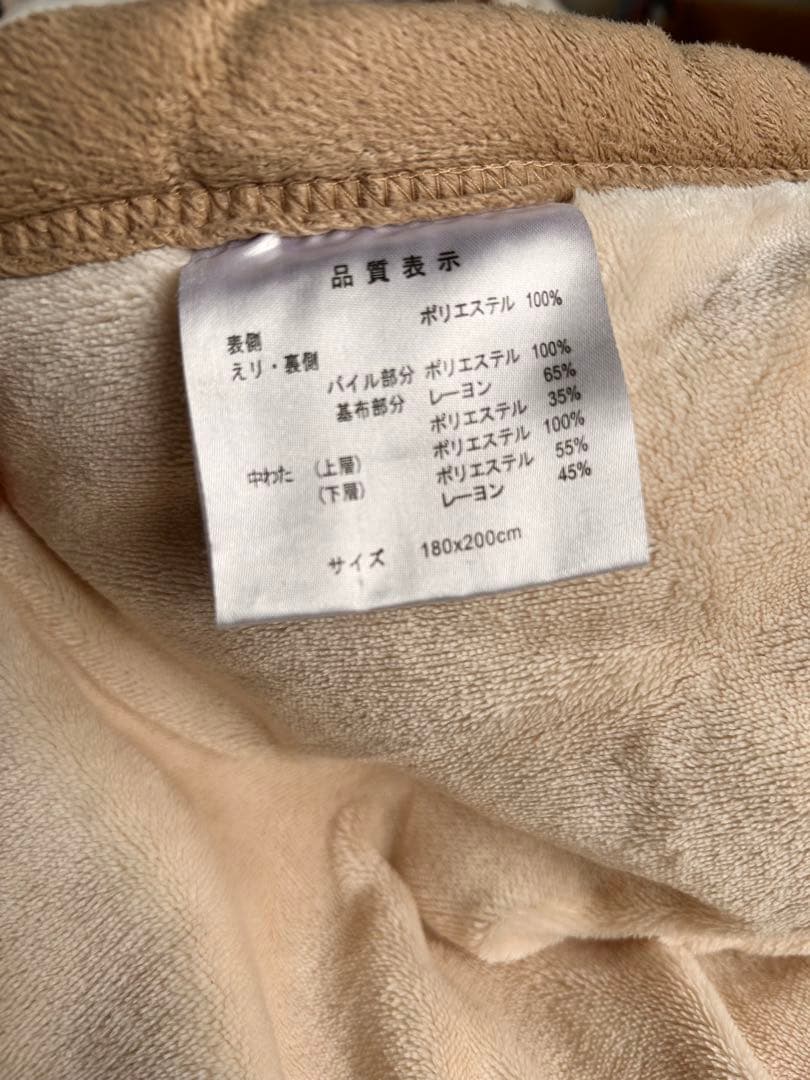 品質表示
表側 ポリエステル 100%
えり・裏側
パイル部分 ポリエステル 100%
基布部分 レーヨン 65%
ポリエステル 35%
中わた (上層) ポリエステル 100%
(下層) ポリエステル 55%
レーヨン 45%
サイズ 180x200cm